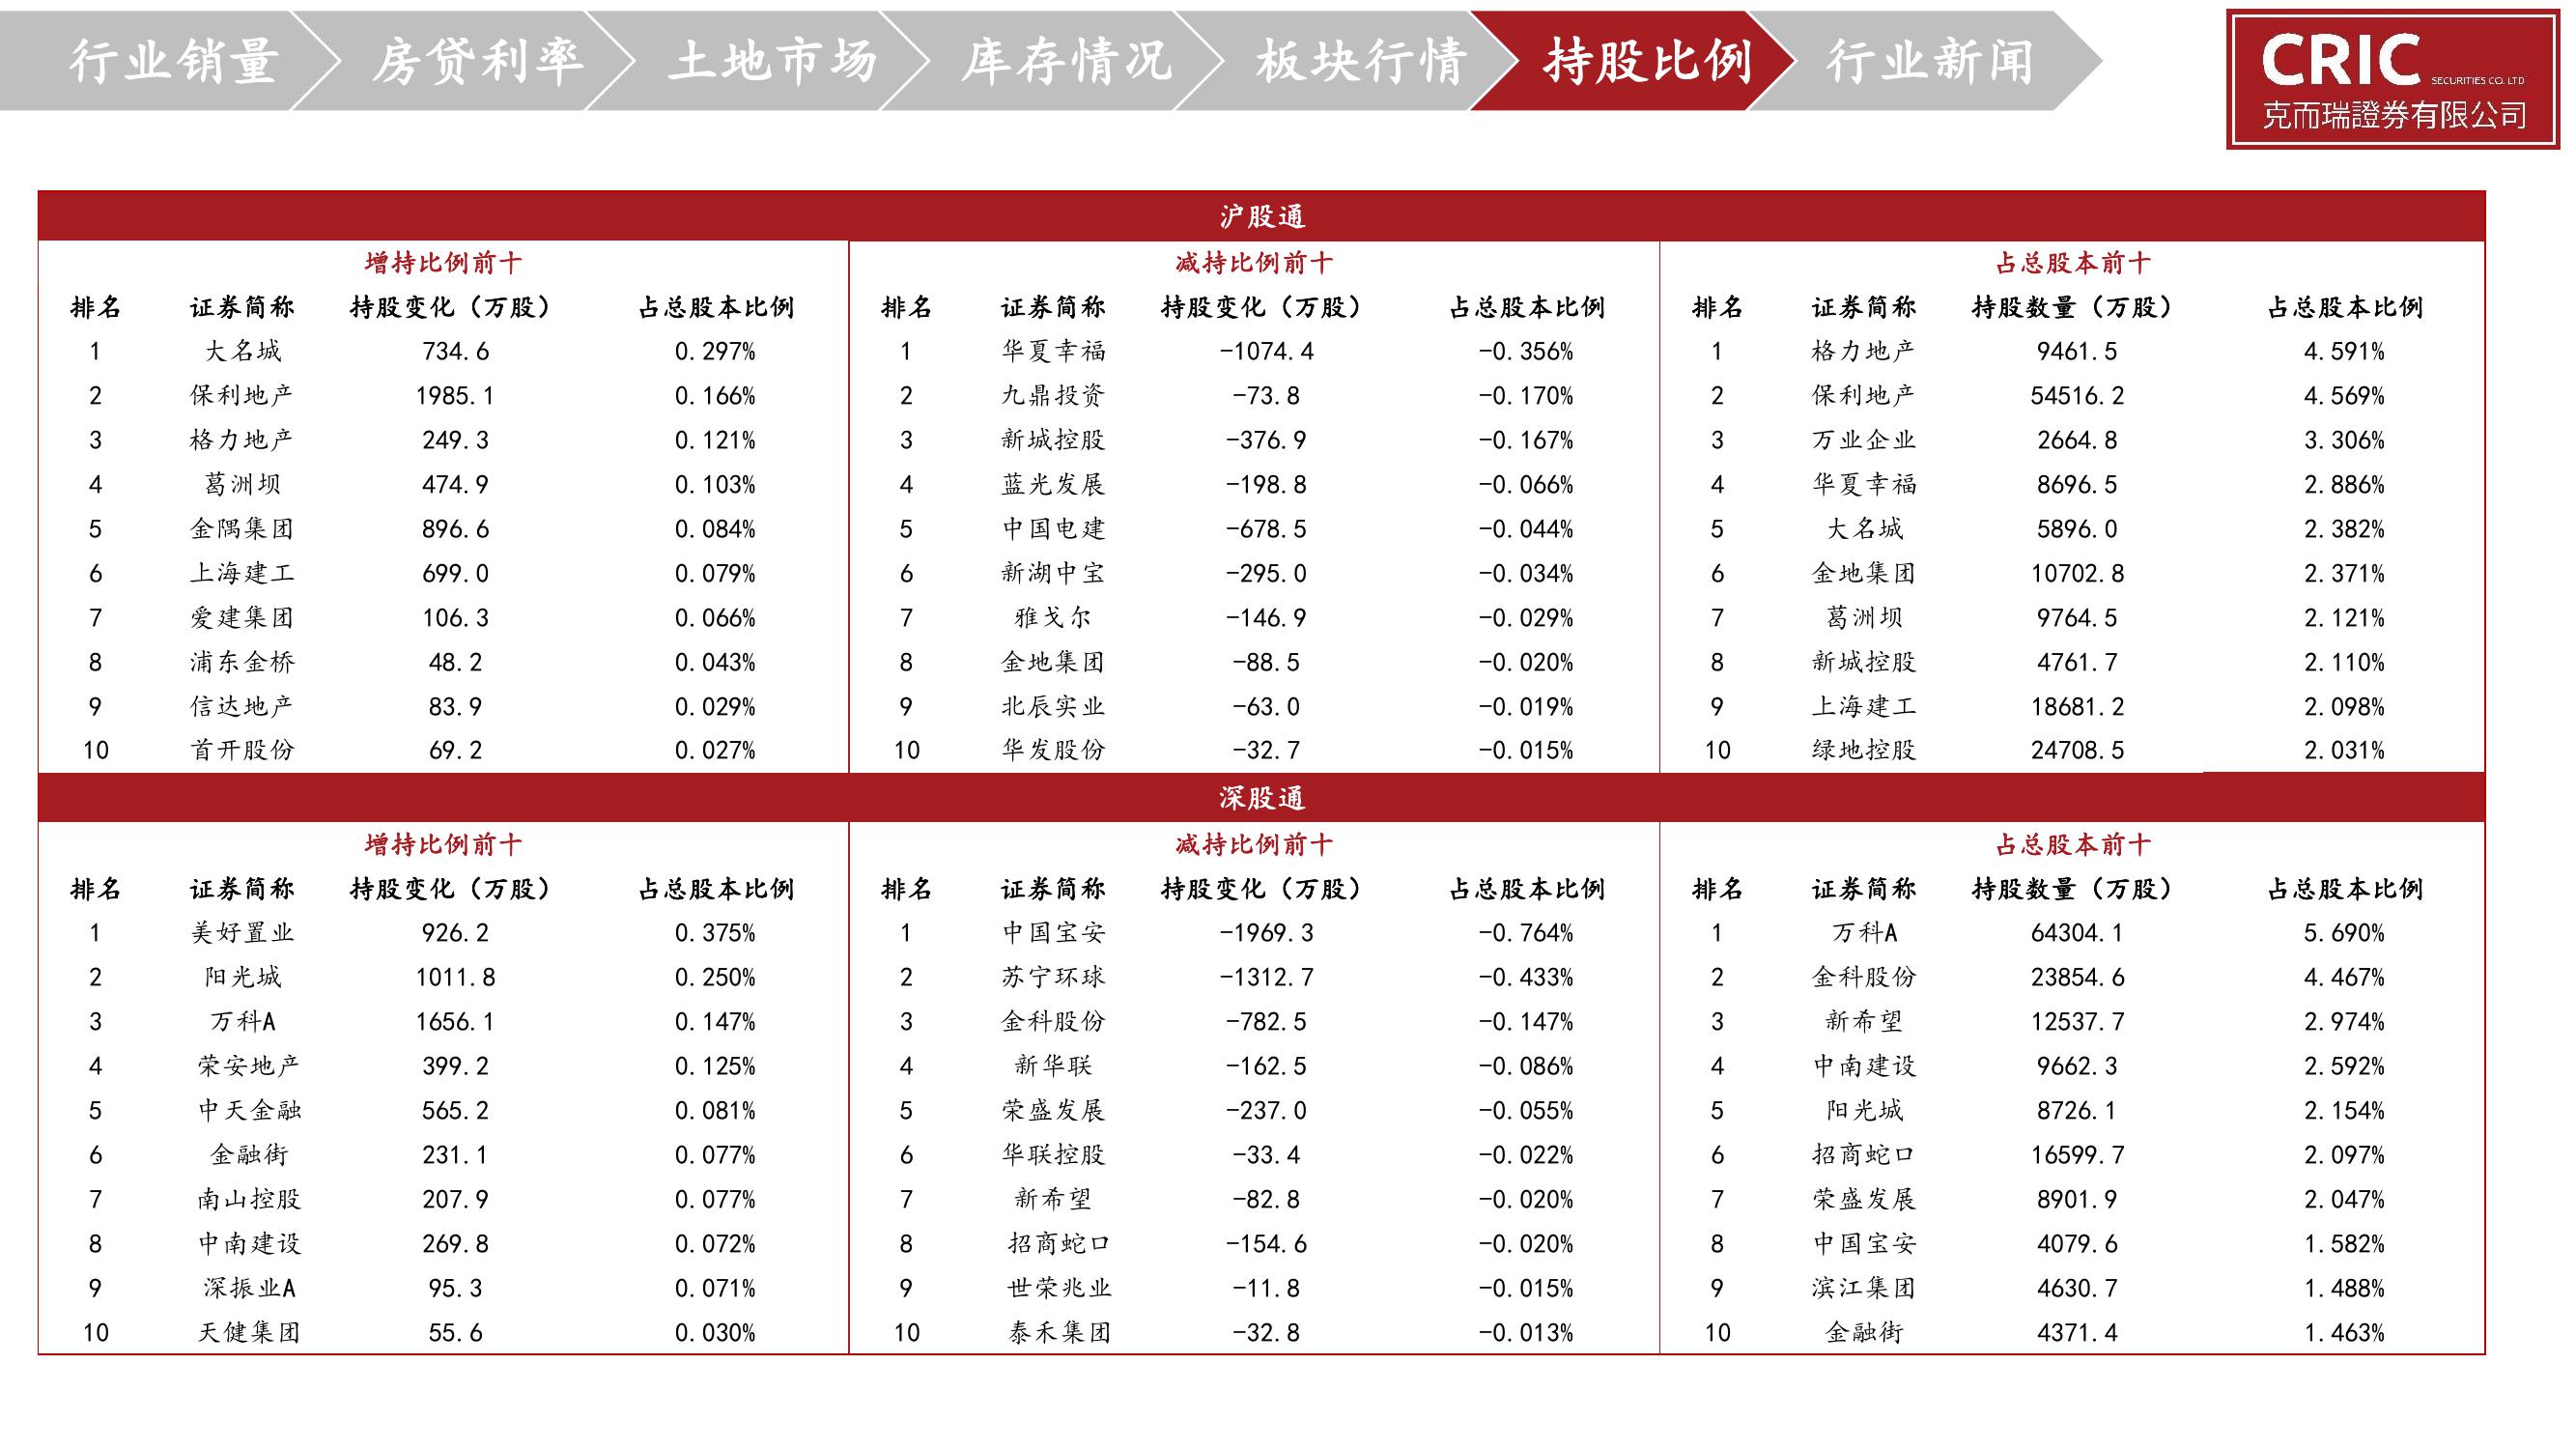 行业销量 房贷利率 土地市场 库存情况 板块行情 持股比例 行业新闻
CRIC SECURITIES CO. LTD
克而瑞證券有限公司
沪股通
增持比例前十 减持比例前十 占总股本前十
排名 证券简称 持股变化（万股） 占总股本比例 排名 证券简称 持股变化（万股） 占总股本比例 排名 证券简称 持股数量（万股） 占总股本比例
1 大名城 734.6 0.297% 1 华夏幸福 -1074.4 -0.356% 1 格力地产 9461.5 4.591%
2 保利地产 1985.1 0.166% 2 九鼎投资 -73.8 -0.170% 2 保利地产 54516.2 4.569%
3 格力地产 249.3 0.121% 3 新城控股 -376.9 -0.167% 3 万业企业 2664.8 3.306%
4 葛洲坝 474.9 0.103% 4 蓝光发展 -198.8 -0.066% 4 华夏幸福 8696.5 2.886%
5 金隅集团 896.6 0.084% 5 中国电建 -678.5 -0.044% 5 大名城 5896.0 2.382%
6 上海建工 699.0 0.079% 6 新湖中宝 -295.0 -0.034% 6 金地集团 10702.8 2.371%
7 爱建集团 106.3 0.066% 7 雅戈尔 -146.9 -0.029% 7 葛洲坝 9764.5 2.121%
8 浦东金桥 48.2 0.043% 8 金地集团 -88.5 -0.020% 8 新城控股 4761.7 2.110%
9 信达地产 83.9 0.029% 9 北辰实业 -63.0 -0.019% 9 上海建工 18681.2 2.098%
10 首开股份 69.2 0.027% 10 华发股份 -32.7 -0.015% 10 绿地控股 24708.5 2.031%
深股通
增持比例前十 减持比例前十 占总股本前十
排名 证券简称 持股变化（万股） 占总股本比例 排名 证券简称 持股变化（万股） 占总股本比例 排名 证券简称 持股数量（万股） 占总股本比例
1 美好置业 926.2 0.375% 1 中国宝安 -1969.3 -0.764% 1 万科A 64304.1 5.690%
2 阳光城 1011.8 0.250% 2 苏宁环球 -1312.7 -0.433% 2 金科股份 23854.6 4.467%
3 万科A 1656.1 0.147% 3 金科股份 -782.5 -0.147% 3 新希望 12537.7 2.974%
4 荣安地产 399.2 0.125% 4 新华联 -162.5 -0.086% 4 中南建设 9662.3 2.592%
5 中天金融 565.2 0.081% 5 荣盛发展 -237.0 -0.055% 5 阳光城 8726.1 2.154%
6 金融街 231.1 0.077% 6 华联控股 -33.4 -0.022% 6 招商蛇口 16599.7 2.097%
7 南山控股 207.9 0.077% 7 新希望 -82.8 -0.020% 7 荣盛发展 8901.9 2.047%
8 中南建设 269.8 0.072% 8 招商蛇口 -154.6 -0.020% 8 中国宝安 4079.6 1.582%
9 深振业A 95.3 0.071% 9 世荣兆业 -11.8 -0.015% 9 滨江集团 4630.7 1.488%
10 天健集团 55.6 0.030% 10 泰禾集团 -32.8 -0.013% 10 金融街 4371.4 1.463%